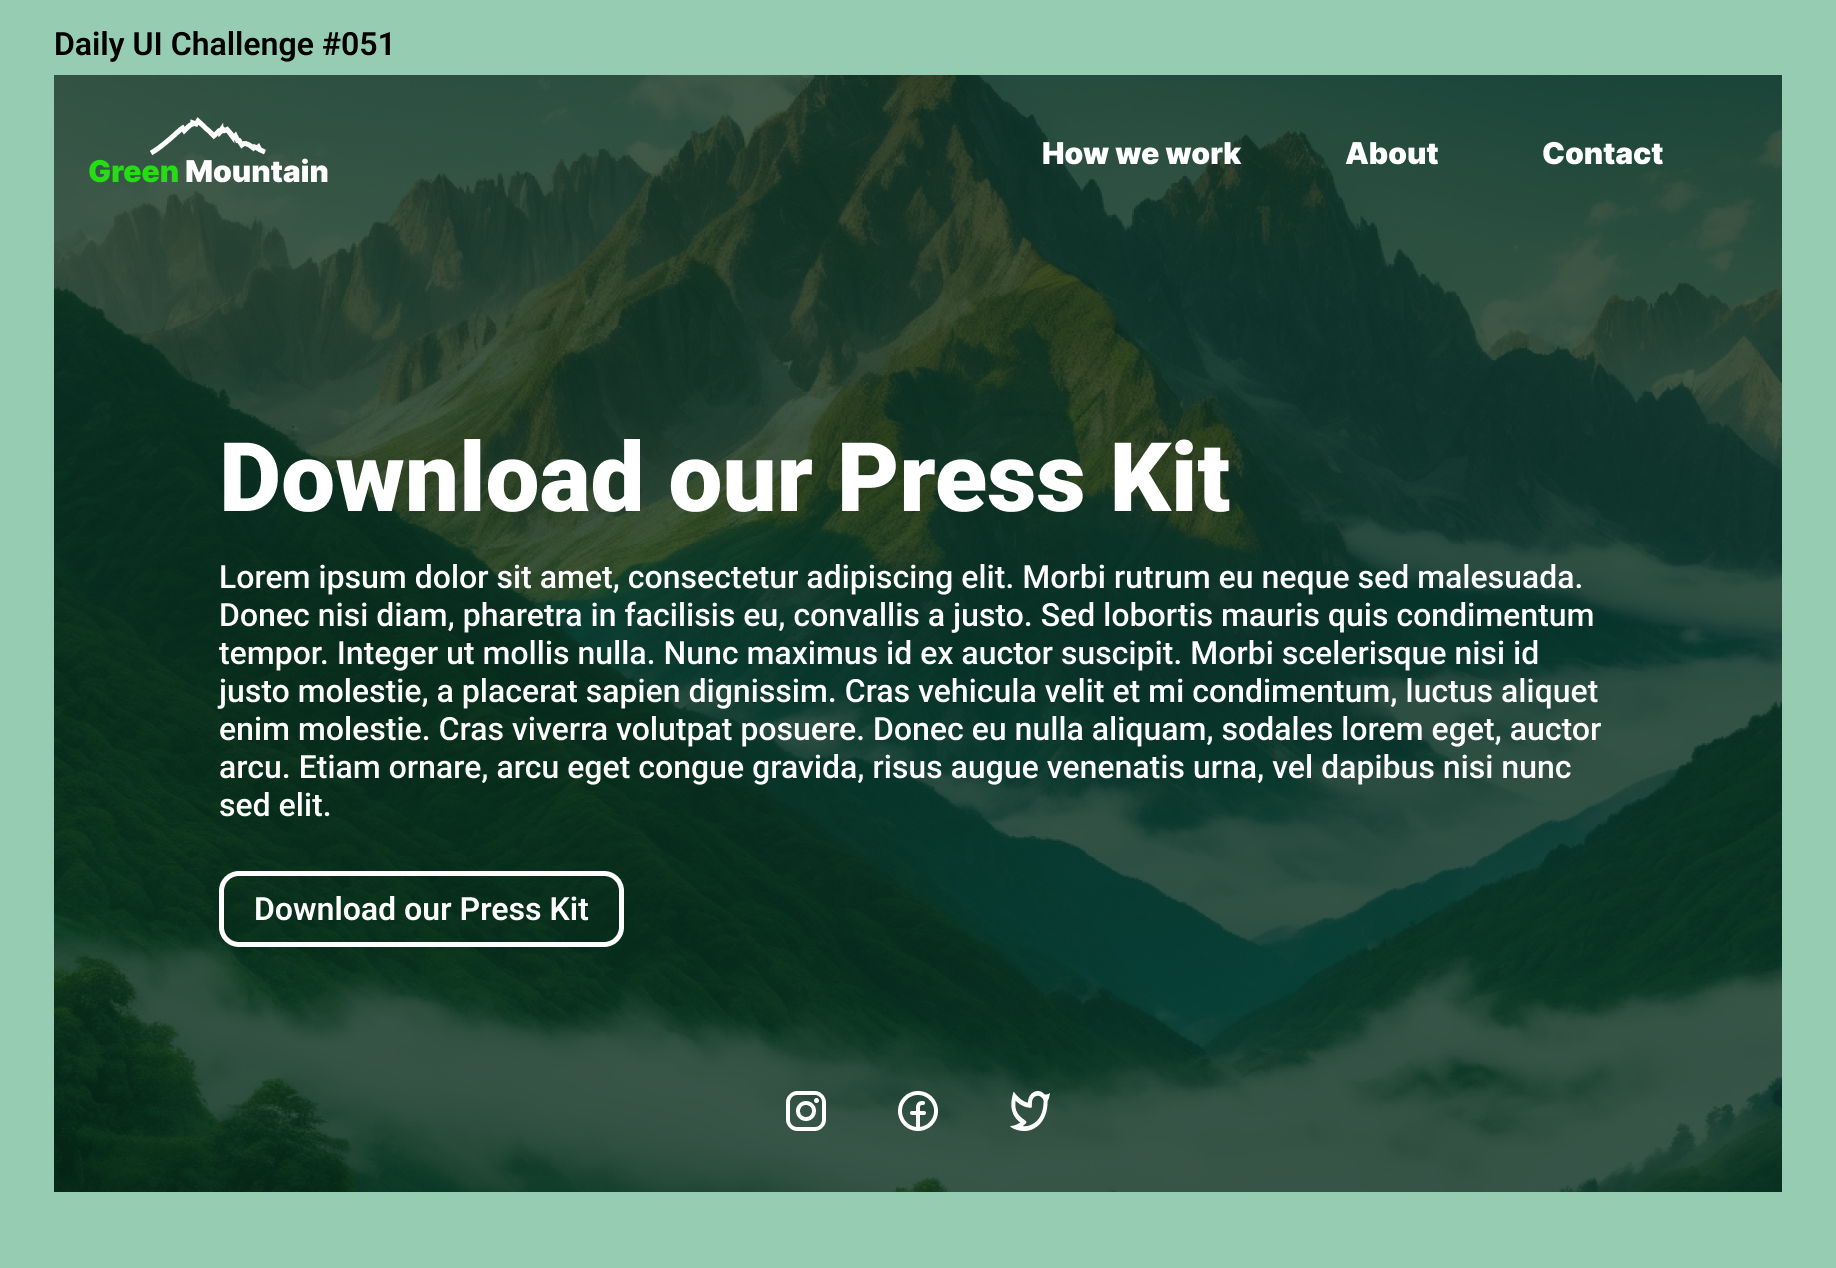 Daily UI Challenge #051
Green Mountain
How we work
About
Contact
Download our Press Kit
Lorem ipsum dolor sit amet, consectetur adipiscing elit. Morbi rutrum eu neque sed malesuada.
Donec nisi diam, pharetra in facilisis eu, convallis a justo. Sed lobortis mauris quis condimentum
tempor. Integer ut mollis nulla. Nunc maximus id ex auctor suscipit. Morbi scelerisque nisi id
justo molestie, a placerat sapien dignissim. Cras vehicula velit et mi condimentum, luctus aliquet
enim molestie. Cras viverra volutpat posuere. Donec eu nulla aliquam, sodales lorem eget, auctor
arcu. Etiam ornare, arcu eget congue gravida, risus augue venenatis urna, vel dapibus nisi nunc
sed elit.
Download our Press Kit